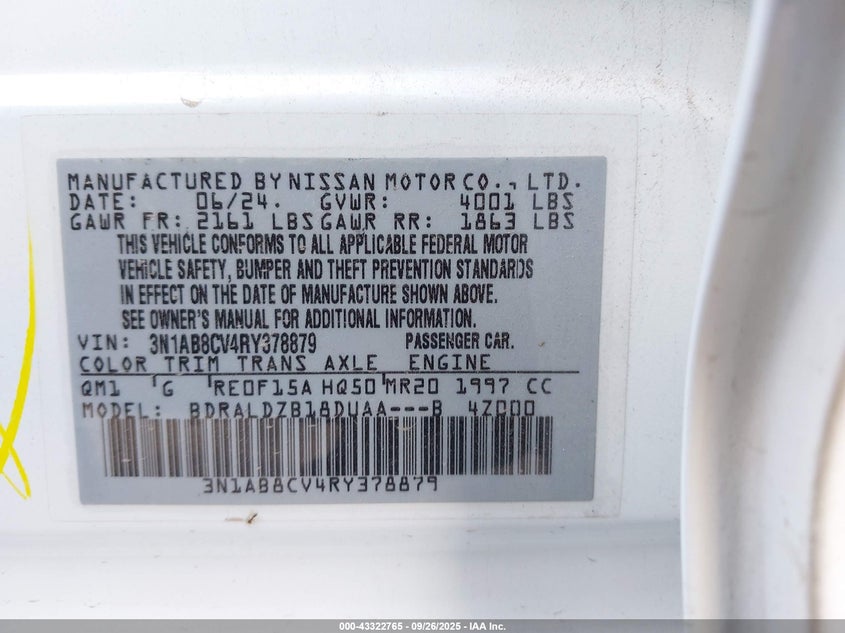 MANUFACTURED BY NISSAN MOTOR CO., LTD.
DATE: 06/24. GVWR: 4001 LBS
GAWR FR: 2161 LBS GAWR RR: 1863 LBS
THIS VEHICLE CONFORMS TO ALL APPLICABLE FEDERAL MOTOR
VEHICLE SAFETY, BUMPER AND THEFT PREVENTION STANDARDS
IN EFFECT ON THE DATE OF MANUFACTURE SHOWN ABOVE.
SEE OWNER'S MANUAL FOR ADDITIONAL INFORMATION.
VIN: 3N1AB8CV4RY378879 PASSENGER CAR.
COLOR TRIM TRANS AXLE ENGINE
QM1 G RE0F15A HQ50 MR20 1997 CC
MODEL: BDRALDZB18DUAA---B 4Z000
3N1AB8CV4RY378879
000-43322765 - 09/26/2025 - IAA Inc.